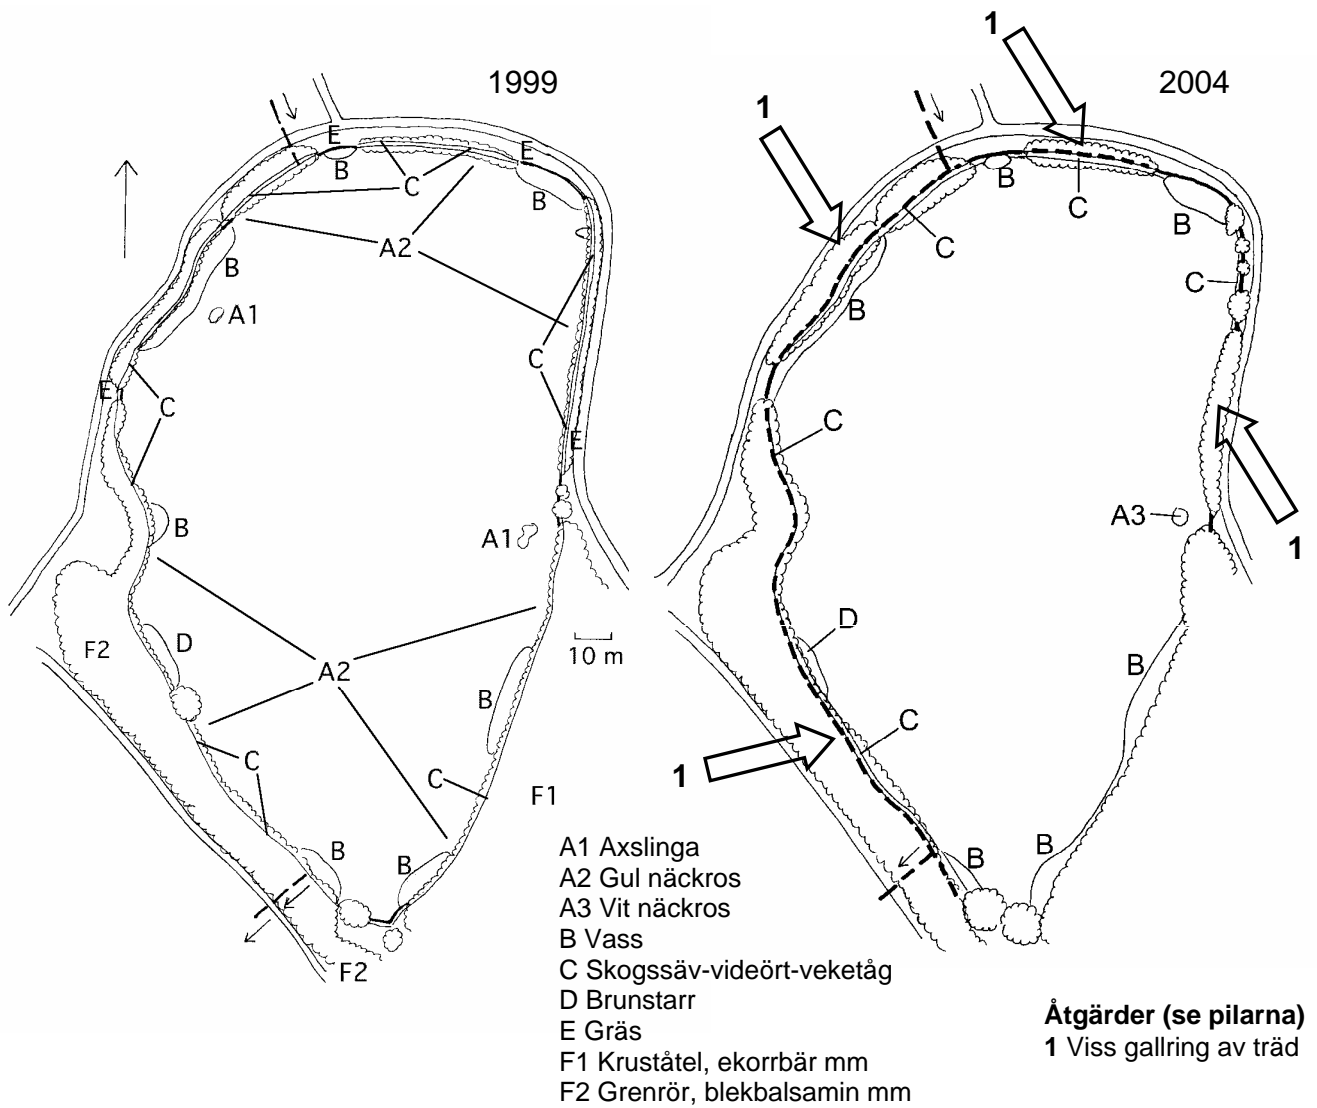 1999
E
B
C
E
B
A2
B
A1
E
C
C
E
B
A1
D
F2
A2
B
C
C
F1
B
B
F2
10 m
2004
1
1
B
C
B
C
C
B
C
A3
1
D
B
C
1
B
B
A1 Axslinga
A2 Gul näckros
A3 Vit näckros
B Vass
C Skogssäv-videört-veketåg
D Brunstarr
E Gräs
F1 Kruståtel, ekorrbär mm
F2 Grenrör, blekbalsamin mm
Åtgärder (se pilarna)
1 Viss gallring av träd